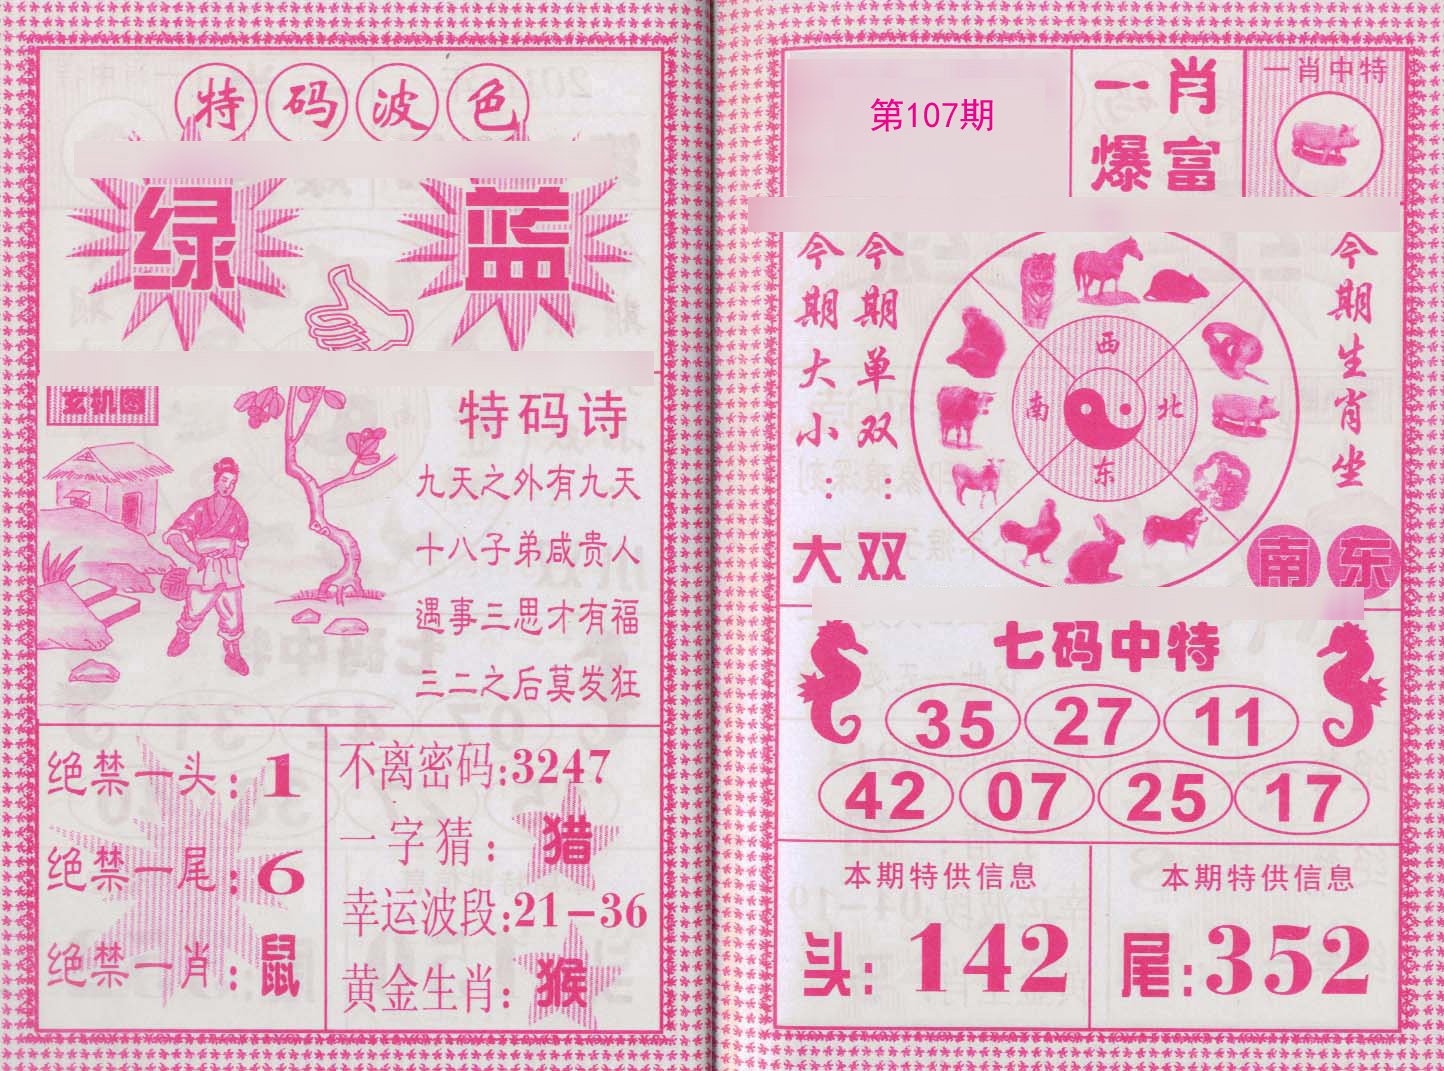 特码波色
绿 蓝
玄机图
特码诗
九天之外有九天
十八子弟咸贵人
遇事三思才有福
三二之后莫发狂
绝禁一头:1
绝禁一尾:6
绝禁一肖:鼠
不离密码:3247
一字猜:猎
幸运波段:21-36
黄金生肖:猴
第107期
一肖
爆富
一肖中特
今期大小:大
今期单双:双
西
南 北
东
今期生肖坐
南 东
七码中特
35 27 11
42 07 25 17
本期特供信息
头:142
本期特供信息
尾:352